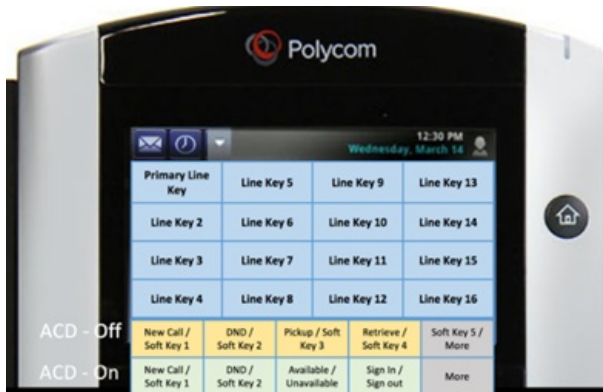 Polycom
12:30 PM
Wednesday, March 14
Primary Line Key
Line Key 5
Line Key 9
Line Key 13
Line Key 2
Line Key 6
Line Key 10
Line Key 14
Line Key 3
Line Key 7
Line Key 11
Line Key 15
Line Key 4
Line Key 8
Line Key 12
Line Key 16
ACD - Off
New Call /
Soft Key 1
DND /
Soft Key 2
Pickup / Soft
Key 3
Retrieve /
Soft Key 4
Soft Key 5 /
More
ACD - On
New Call /
Soft Key 1
DND /
Soft Key 2
Available /
Unavailable
Sign In /
Sign out
More